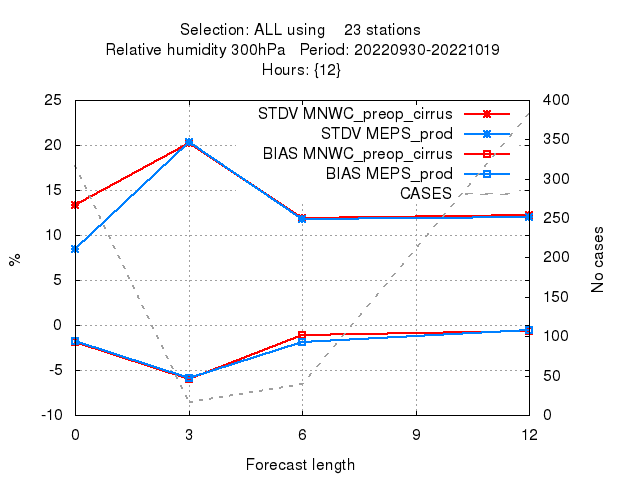 Selection: ALL using    23 stations
Relative humidity 300hPa   Period: 20220930-20221019
Hours: {12}
25 400
STDV MNWC_preop_cirrus
350
20 STDV MEPS_prod
BIAS MNWC_preop_cirrus
300
15 BIAS MEPS_prod
CASES
250
10
%
No cases
200
5
150
0
100
-5
50
-10 0
0 3 6 9 12
Forecast length